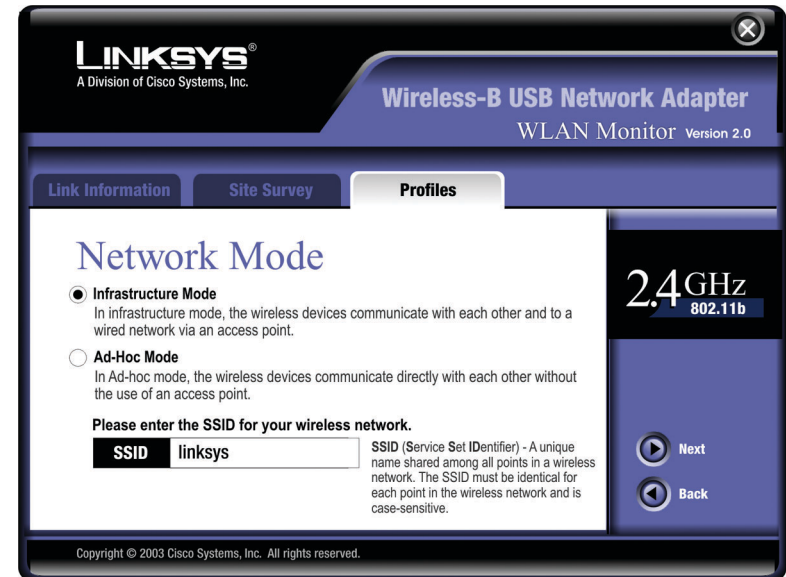 LINKSYS®
A Division of Cisco Systems, Inc.
Wireless-B USB Network Adapter
WLAN Monitor Version 2.0
Link Information
Site Survey
Profiles
Network Mode
Infrastructure Mode
In infrastructure mode, the wireless devices communicate with each other and to a
wired network via an access point.
Ad-Hoc Mode
In Ad-hoc mode, the wireless devices communicate directly with each other without
the use of an access point.
Please enter the SSID for your wireless network.
SSID linksys
SSID (Service Set IDentifier) - A unique
name shared among all points in a wireless
network. The SSID must be identical for
each point in the wireless network and is
case-sensitive.
2.4GHz
802.11b
Next
Back
Copyright © 2003 Cisco Systems, Inc. All rights reserved.